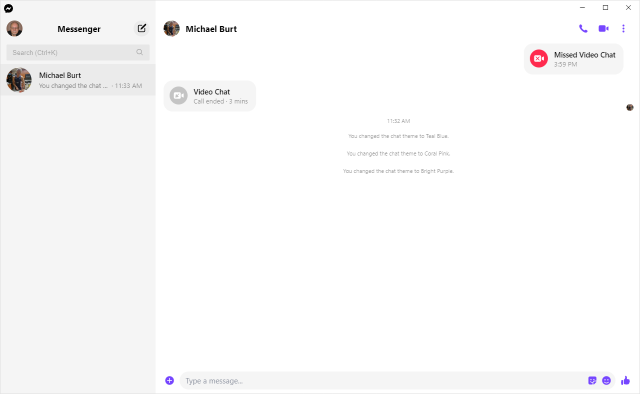 Messenger
Search (Ctrl+K)
Michael Burt
You changed the chat ... · 11:33 AM
Michael Burt
Missed Video Chat
3:59 PM
Video Chat
Call ended · 3 mins
11:32 AM
You changed the chat theme to Teal Blue.
You changed the chat theme to Coral Pink.
You changed the chat theme to Bright Purple.
Type a message...